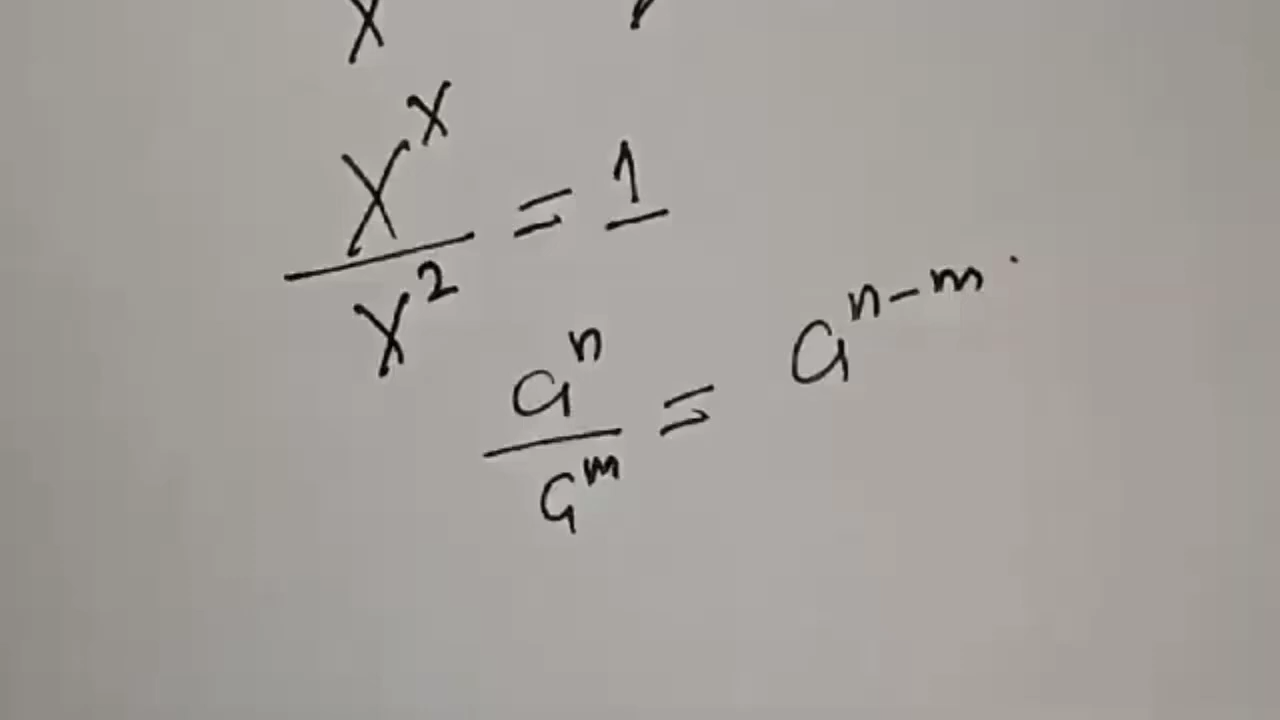 x
x^x / x^2 = 1
a^n / a^m = a^{n-m}